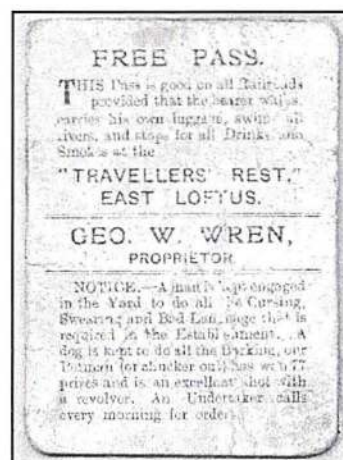 FREE PASS.
THIS Pass is good on all Railroads
provided that the bearer walks,
carries his own luggage, swims all
rivers, and stops for all Drinks and
Smokes at the
"TRAVELLERS' REST,"
EAST LOFTUS.
GEO. W. WREN,
PROPRIETOR
NOTICE.—A man is kept engaged
in the Yard to do all the Cursing,
Swearing and Bad Language that is
required in the Establishment. A
dog is kept to do all the Barking, our
Potman (or chucker out) has won 77
prizes and is an excellent shot with
a revolver. An Undertaker calls
every morning for orders.